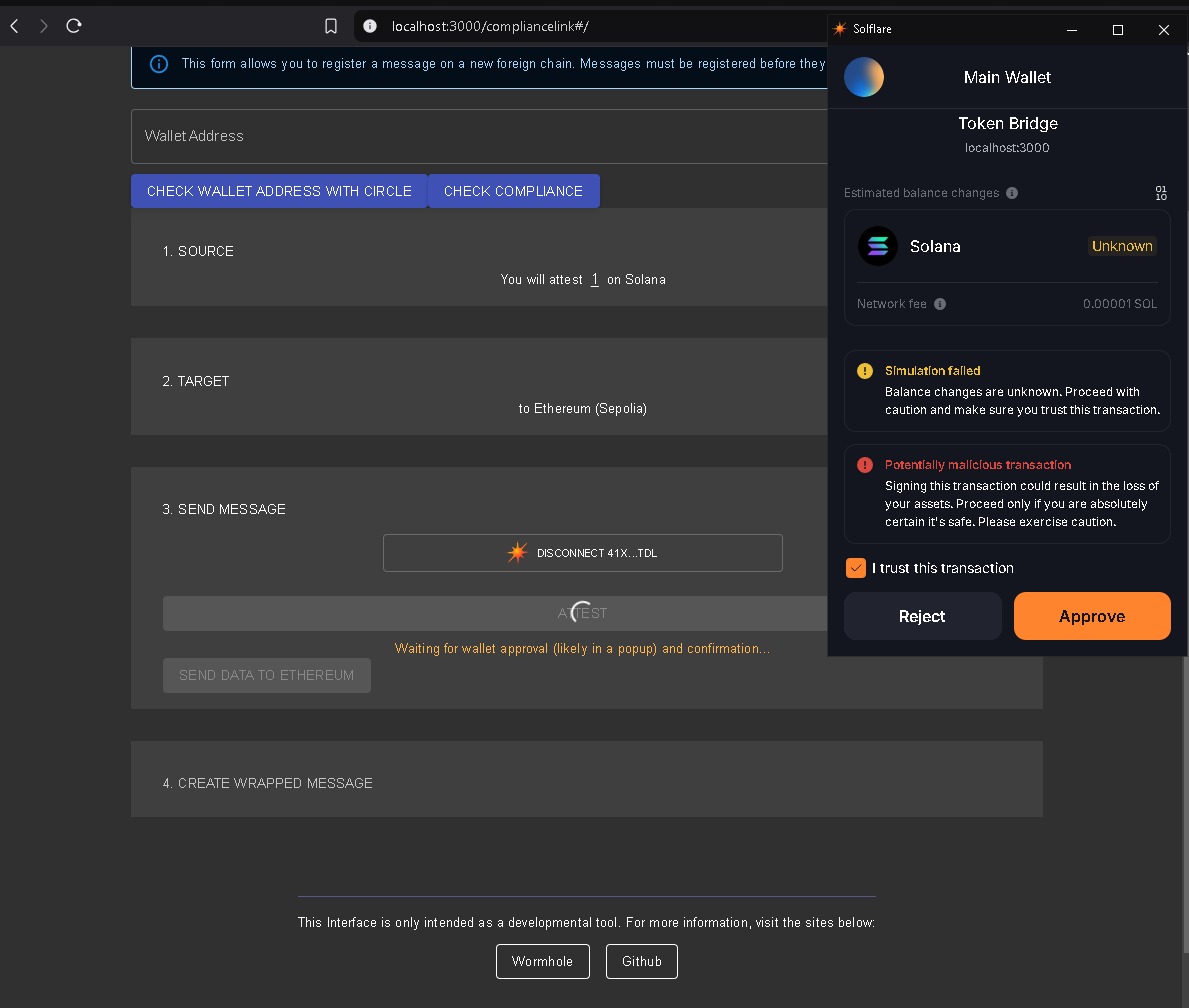 localhost:3000/compliancelink#/
This form allows you to register a message on a new foreign chain. Messages must be registered before they
Wallet Address
CHECK WALLET ADDRESS WITH CIRCLE
CHECK COMPLIANCE
1. SOURCE
You will attest 1 on Solana
2. TARGET
to Ethereum (Sepolia)
3. SEND MESSAGE
DISCONNECT 41X...TDL
ATTEST
Waiting for wallet approval (likely in a popup) and confirmation...
SEND DATA TO ETHEREUM
4. CREATE WRAPPED MESSAGE
This Interface is only intended as a developmental tool. For more information, visit the sites below:
Wormhole
Github
Solflare
Main Wallet
Token Bridge
localhost:3000
Estimated balance changes
01
10
Solana
Unknown
Network fee
0.00001 SOL
Simulation failed
Balance changes are unknown. Proceed with
caution and make sure you trust this transaction.
Potentially malicious transaction
Signing this transaction could result in the loss of
your assets. Proceed only if you are absolutely
certain it's safe. Please exercise caution.
I trust this transaction
Reject
Approve